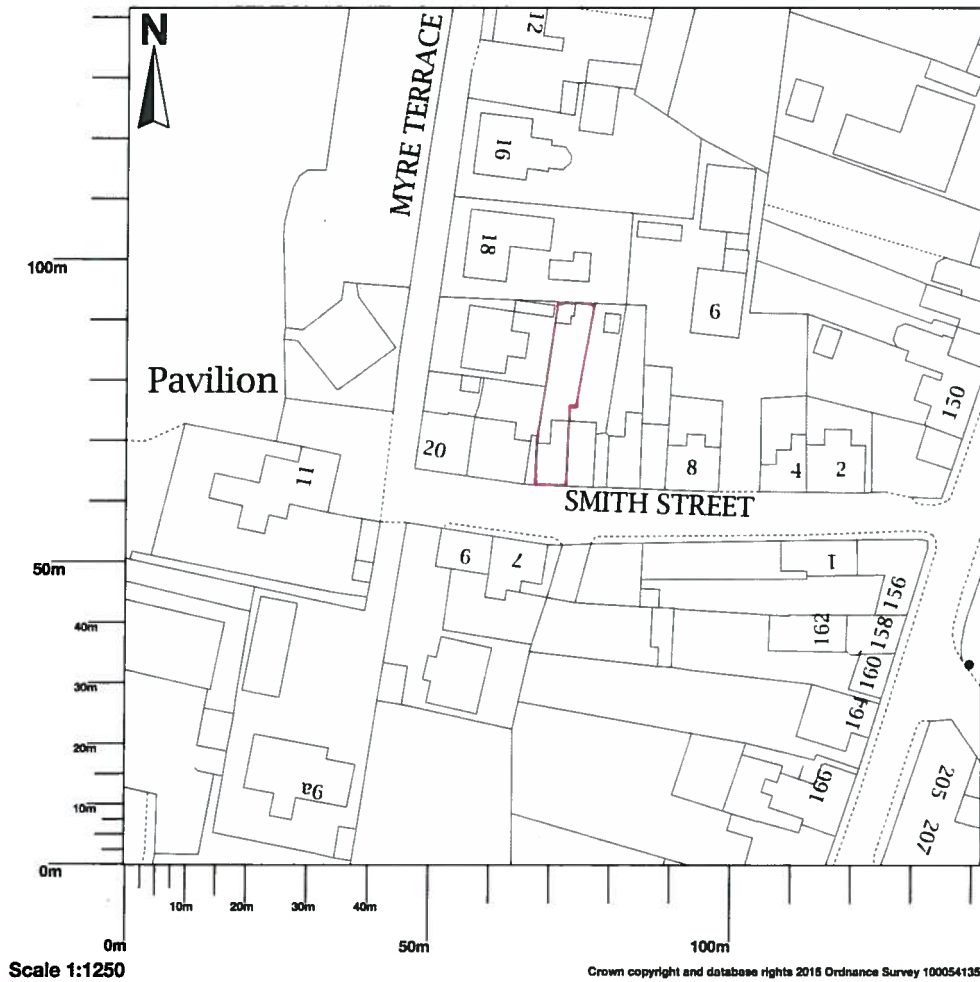 N
12
MYRE TERRACE
16
18
100m
6
Pavilion
150
20
11
8
4
2
SMITH STREET
9
7
1
50m
156
40m
162
158
30m
160
164
20m
9a
166
205
10m
207
0m
10m
20m
30m
40m
0m
50m
100m
Scale 1:1250
Crown copyright and database rights 2015 Ordnance Survey 100054135